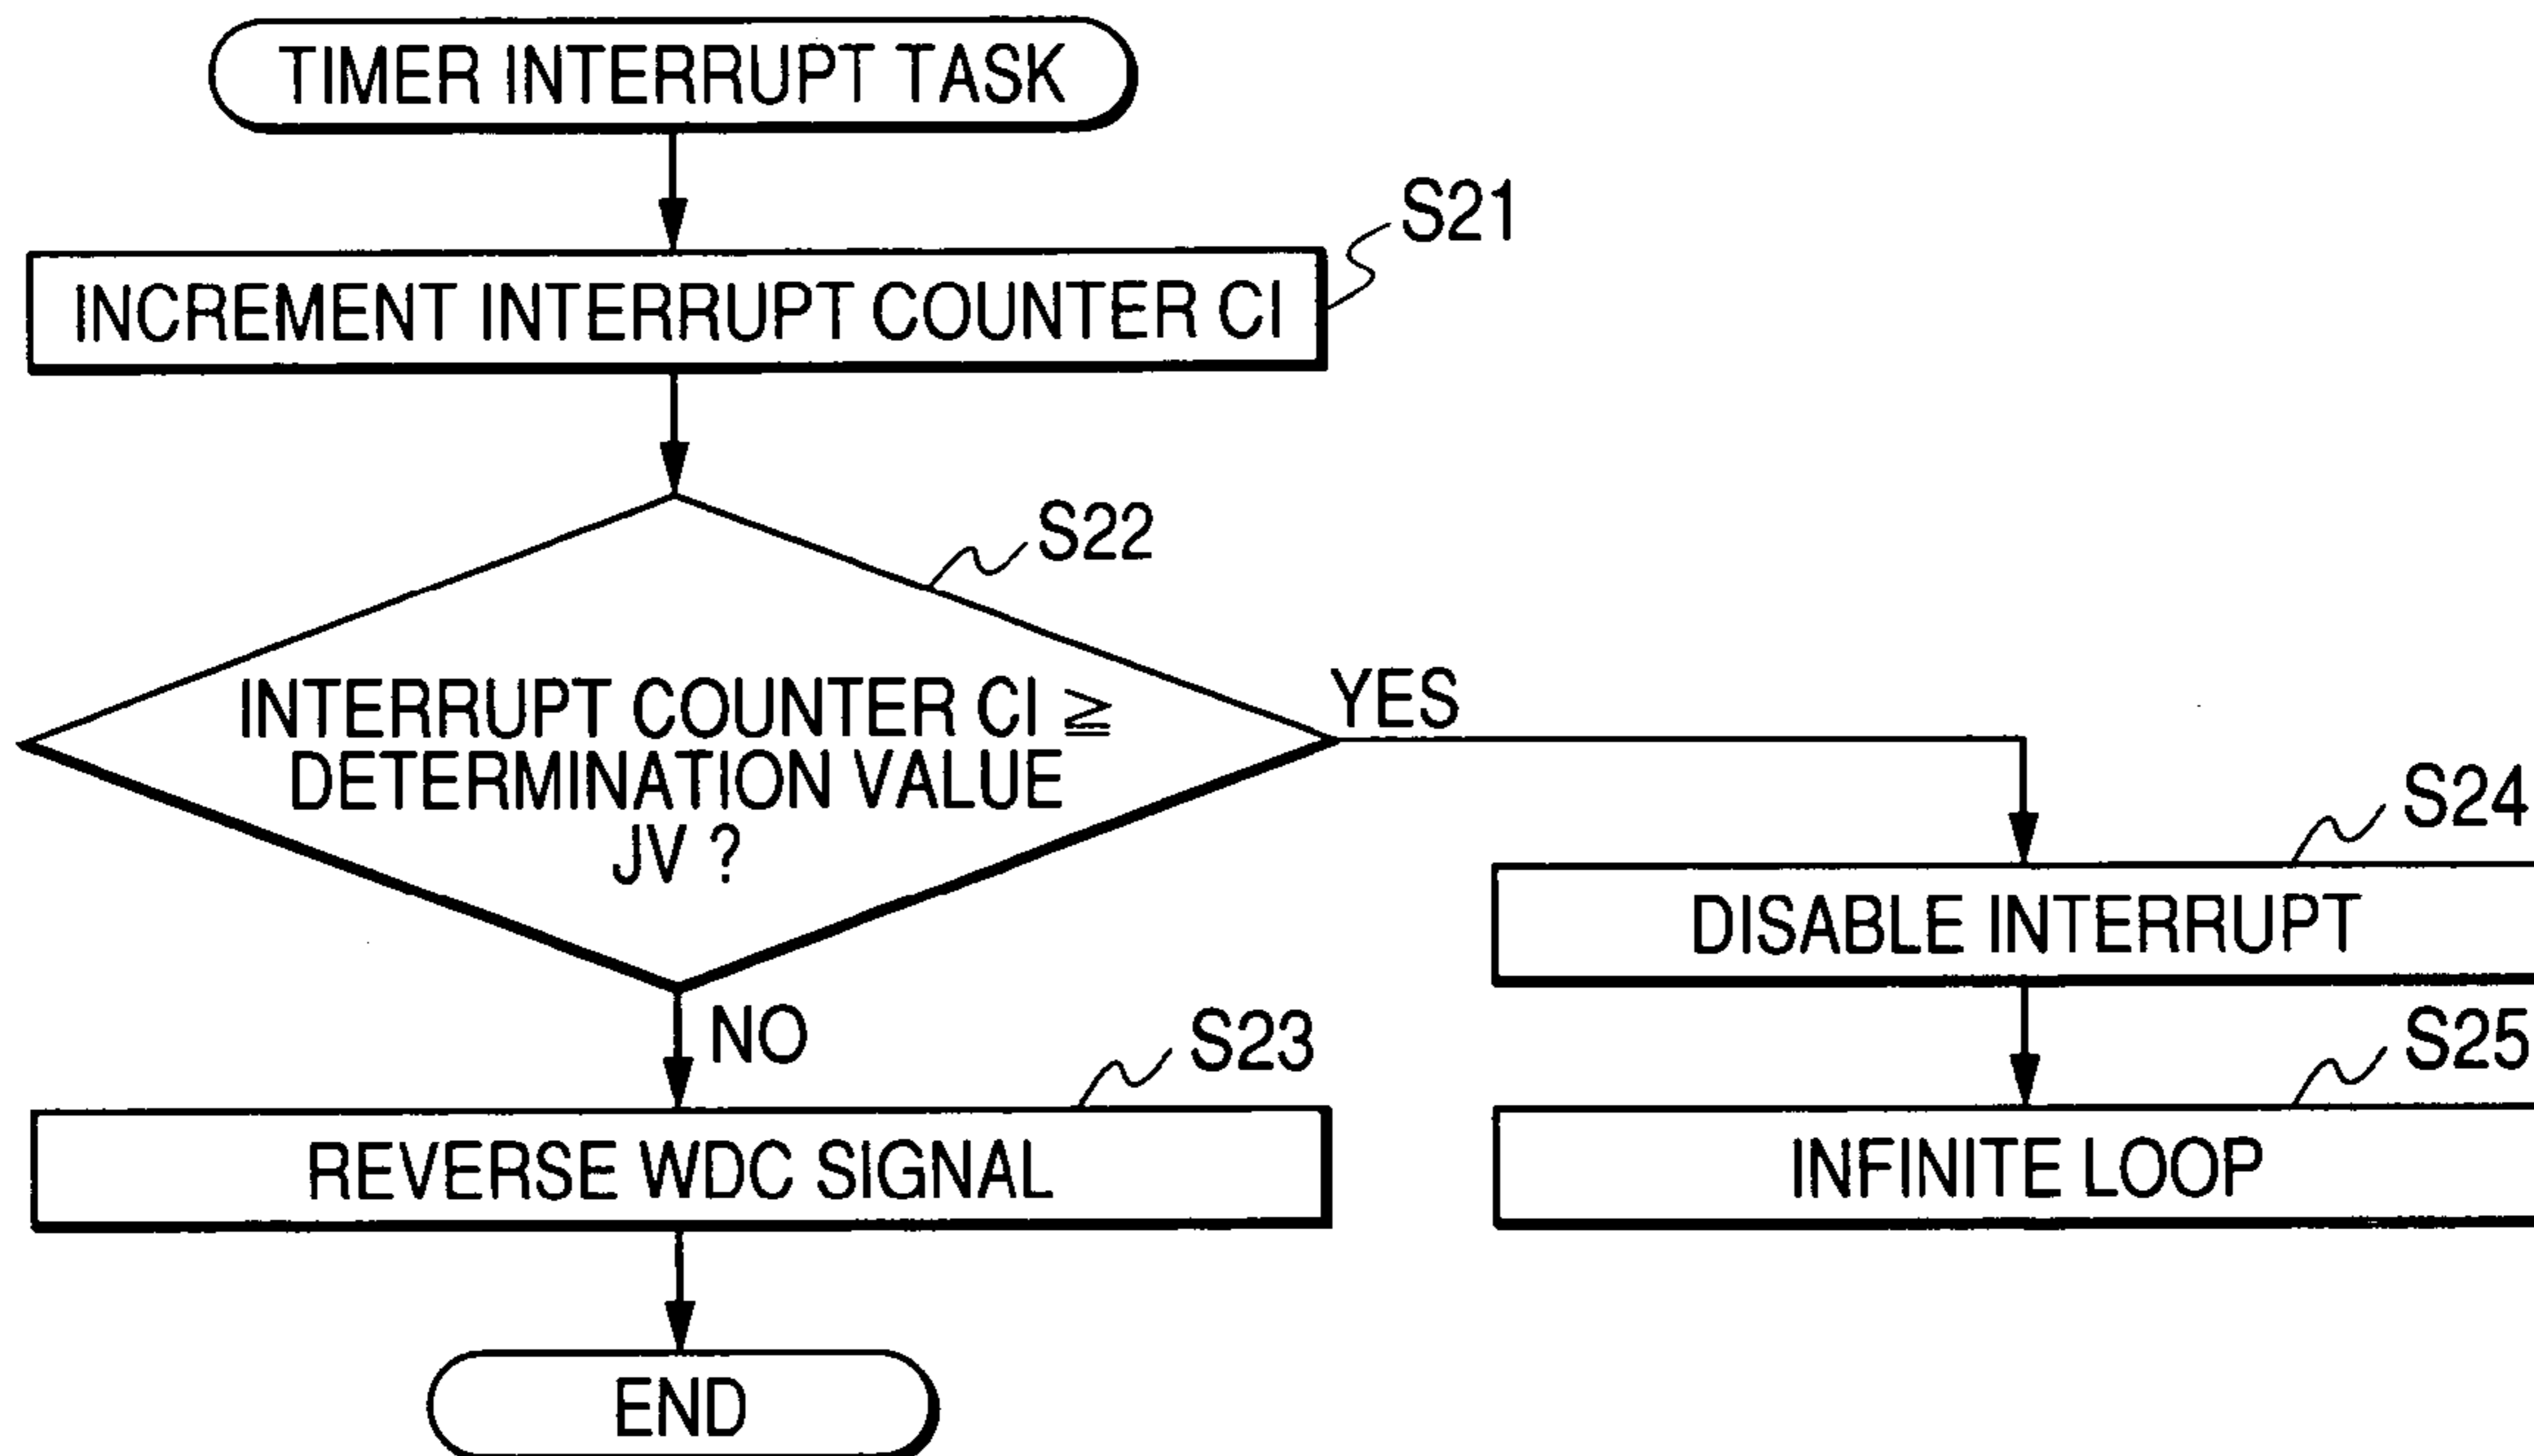 TIMER INTERRUPT TASK
S21
INCREMENT INTERRUPT COUNTER CI
S22
INTERRUPT COUNTER CI ≧
DETERMINATION VALUE
JV ?
YES
NO
S24
DISABLE INTERRUPT
S23
REVERSE WDC SIGNAL
S25
INFINITE LOOP
END